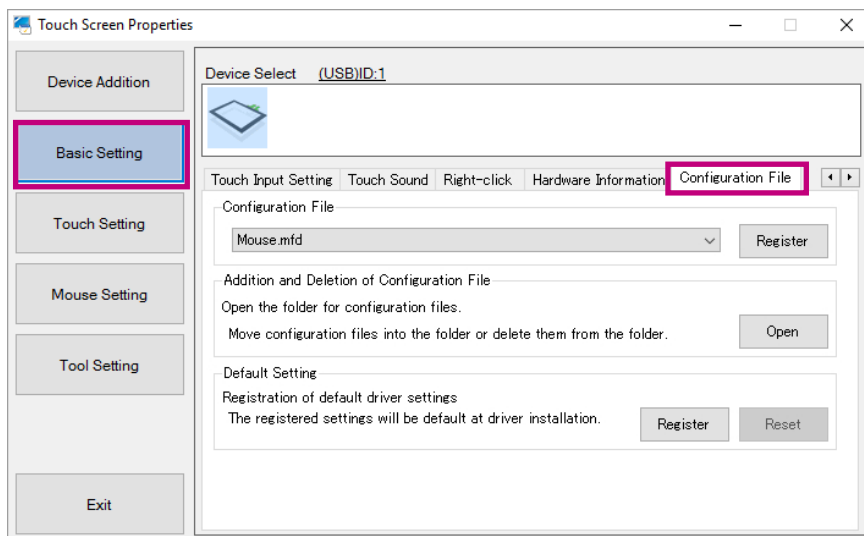 Touch Screen Properties
Device Addition
Basic Setting
Touch Setting
Mouse Setting
Tool Setting
Exit
Device Select (USB)ID:1
Touch Input Setting Touch Sound Right-click Hardware Information Configuration File
Configuration File
Mouse.mfd
Register
Addition and Deletion of Configuration File
Open the folder for configuration files.
Move configuration files into the folder or delete them from the folder.
Open
Default Setting
Registration of default driver settings
The registered settings will be default at driver installation.
Register
Reset